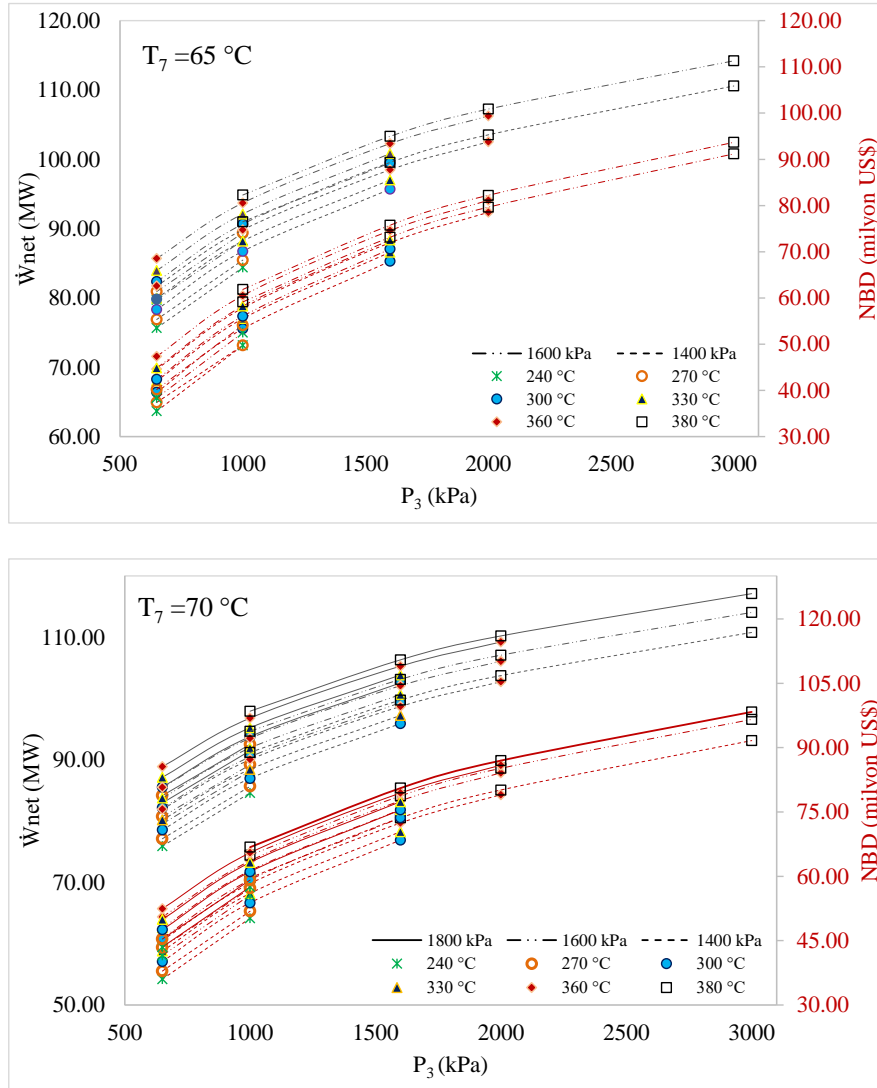 T₇ =65 °C
120.00
110.00
100.00
90.00
80.00
70.00
60.00
Ẇnet (MW)
120.00
110.00
100.00
90.00
80.00
70.00
60.00
50.00
40.00
30.00
NBD (milyon US$)
1600 kPa 1400 kPa
240 °C 270 °C
300 °C 330 °C
360 °C 380 °C
500 1000 1500 2000 2500 3000
P₃ (kPa)
T₇ =70 °C
110.00
90.00
70.00
50.00
Ẇnet (MW)
120.00
105.00
90.00
75.00
60.00
45.00
30.00
NBD (milyon US$)
1800 kPa 1600 kPa 1400 kPa
240 °C 270 °C 300 °C
330 °C 360 °C 380 °C
500 1000 1500 2000 2500 3000
P₃ (kPa)